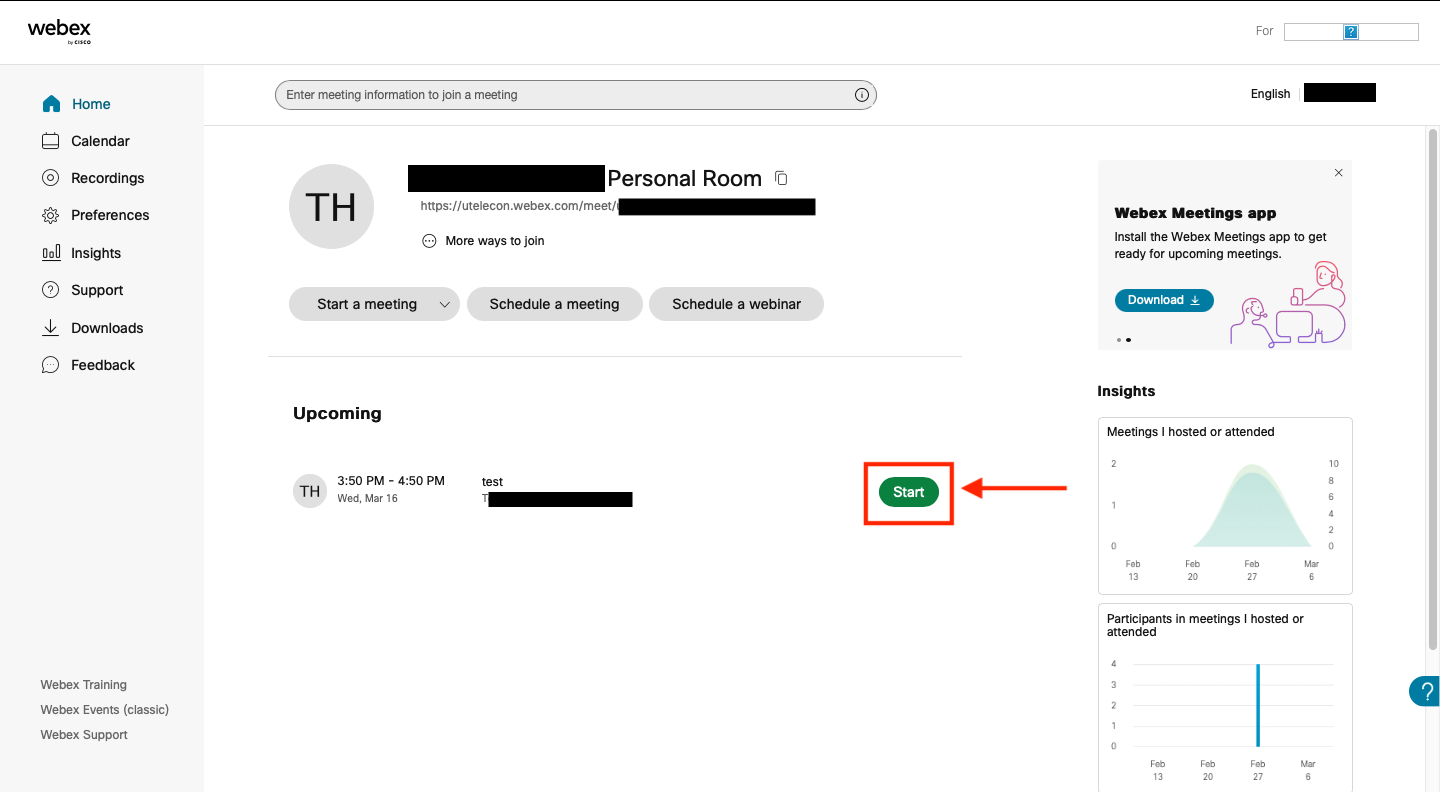 webex
by CISCO
For
Home
Calendar
Recordings
Preferences
Insights
Support
Downloads
Feedback
Webex Training
Webex Events (classic)
Webex Support
Enter meeting information to join a meeting
English
TH
Personal Room
https://utelecon.webex.com/meet/
More ways to join
Start a meeting
Schedule a meeting
Schedule a webinar
Upcoming
TH
3:50 PM - 4:50 PM
Wed, Mar 16
test
T
Start
Webex Meetings app
Install the Webex Meetings app to get
ready for upcoming meetings.
Download
Insights
Meetings I hosted or attended
2 10
8
6
1
4
2
0 0
Feb Feb Feb Mar
13 20 27 6
Participants in meetings I hosted or
attended
4
3
2
1
0
Feb Feb Feb Mar
13 20 27 6
?